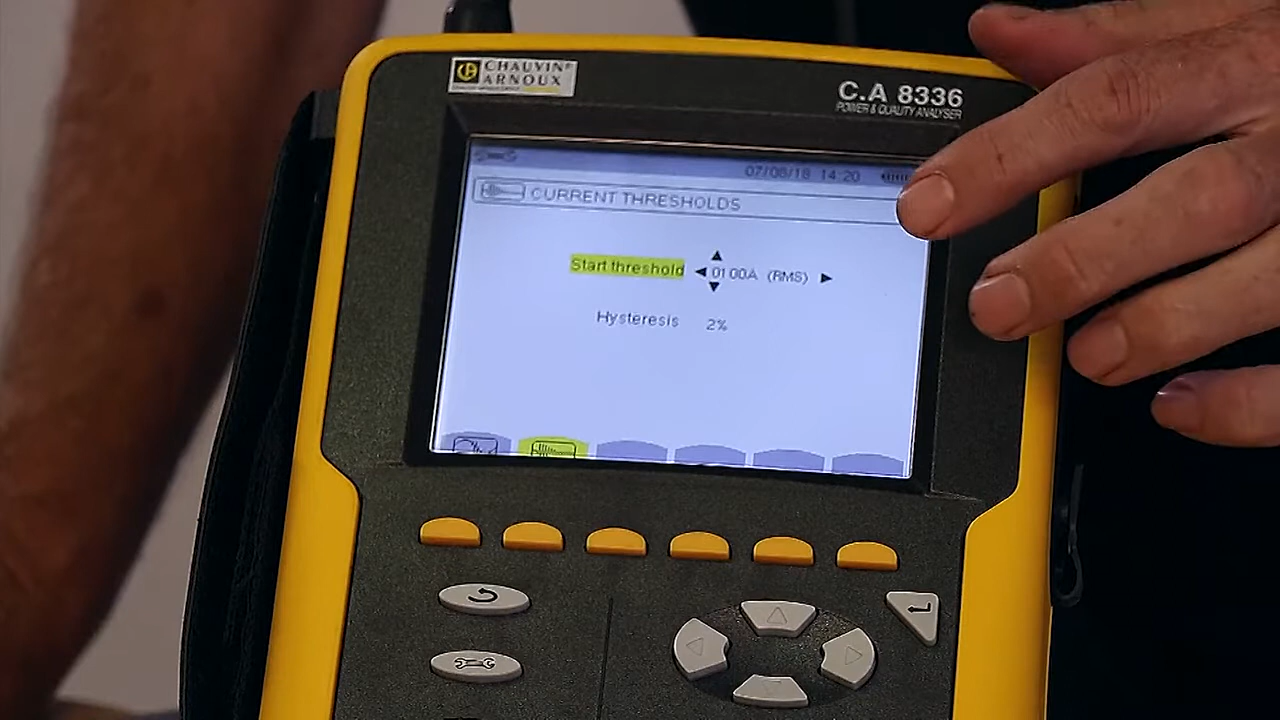 CHAUVIN®
ARNOUX
C.A 8336
POWER & QUALITY ANALYSER
07/08/18 14:20
CURRENT THRESHOLDS
Start threshold ◀0100A (RMS) ▶
Hysteresis 2%